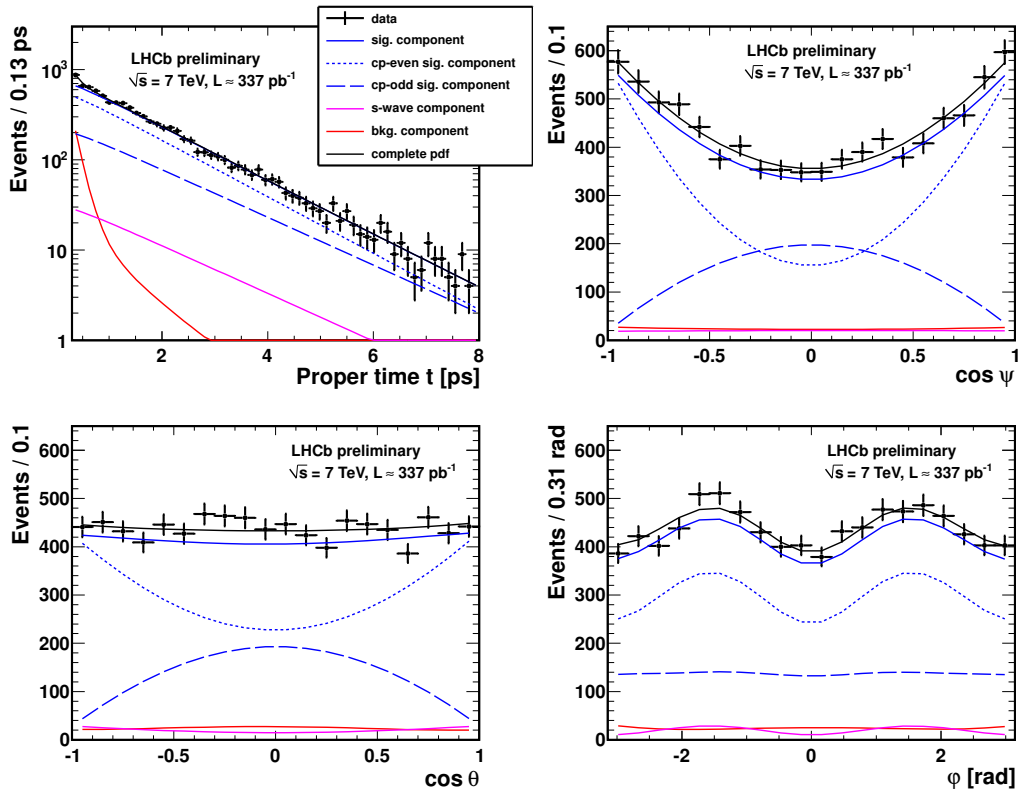 Events / 0.13 ps
10³
10²
10
1
LHCb preliminary
√s = 7 TeV, L ≈ 337 pb⁻¹
data
sig. component
cp-even sig. component
cp-odd sig. component
s-wave component
bkg. component
complete pdf
2 4 6 8
Proper time t [ps]
Events / 0.1
600
500
400
300
200
100
0
LHCb preliminary
√s = 7 TeV, L ≈ 337 pb⁻¹
-1 -0.5 0 0.5 1
cos ψ
Events / 0.1
600
500
400
300
200
100
0
LHCb preliminary
√s = 7 TeV, L ≈ 337 pb⁻¹
-1 -0.5 0 0.5 1
cos θ
Events / 0.31 rad
600
500
400
300
200
100
0
LHCb preliminary
√s = 7 TeV, L ≈ 337 pb⁻¹
-2 0 2
φ [rad]